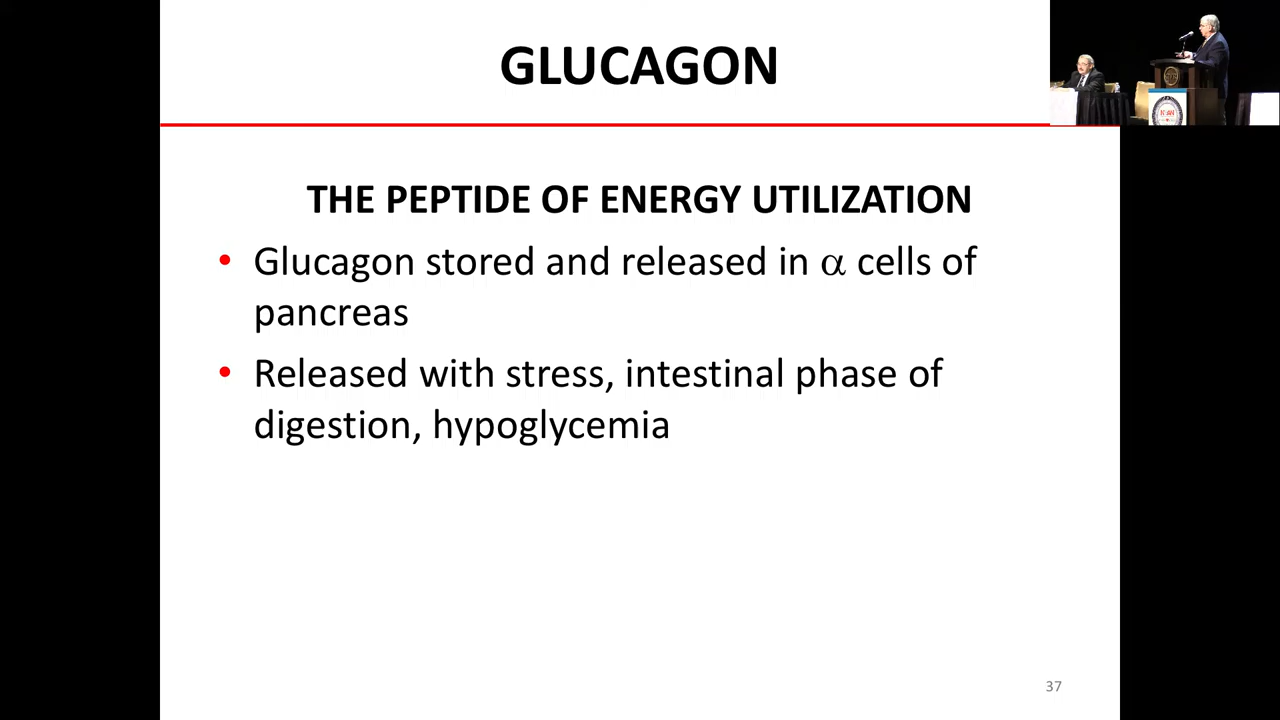 GLUCAGON
THE PEPTIDE OF ENERGY UTILIZATION
• Glucagon stored and released in α cells of
pancreas
• Released with stress, intestinal phase of
digestion, hypoglycemia
37